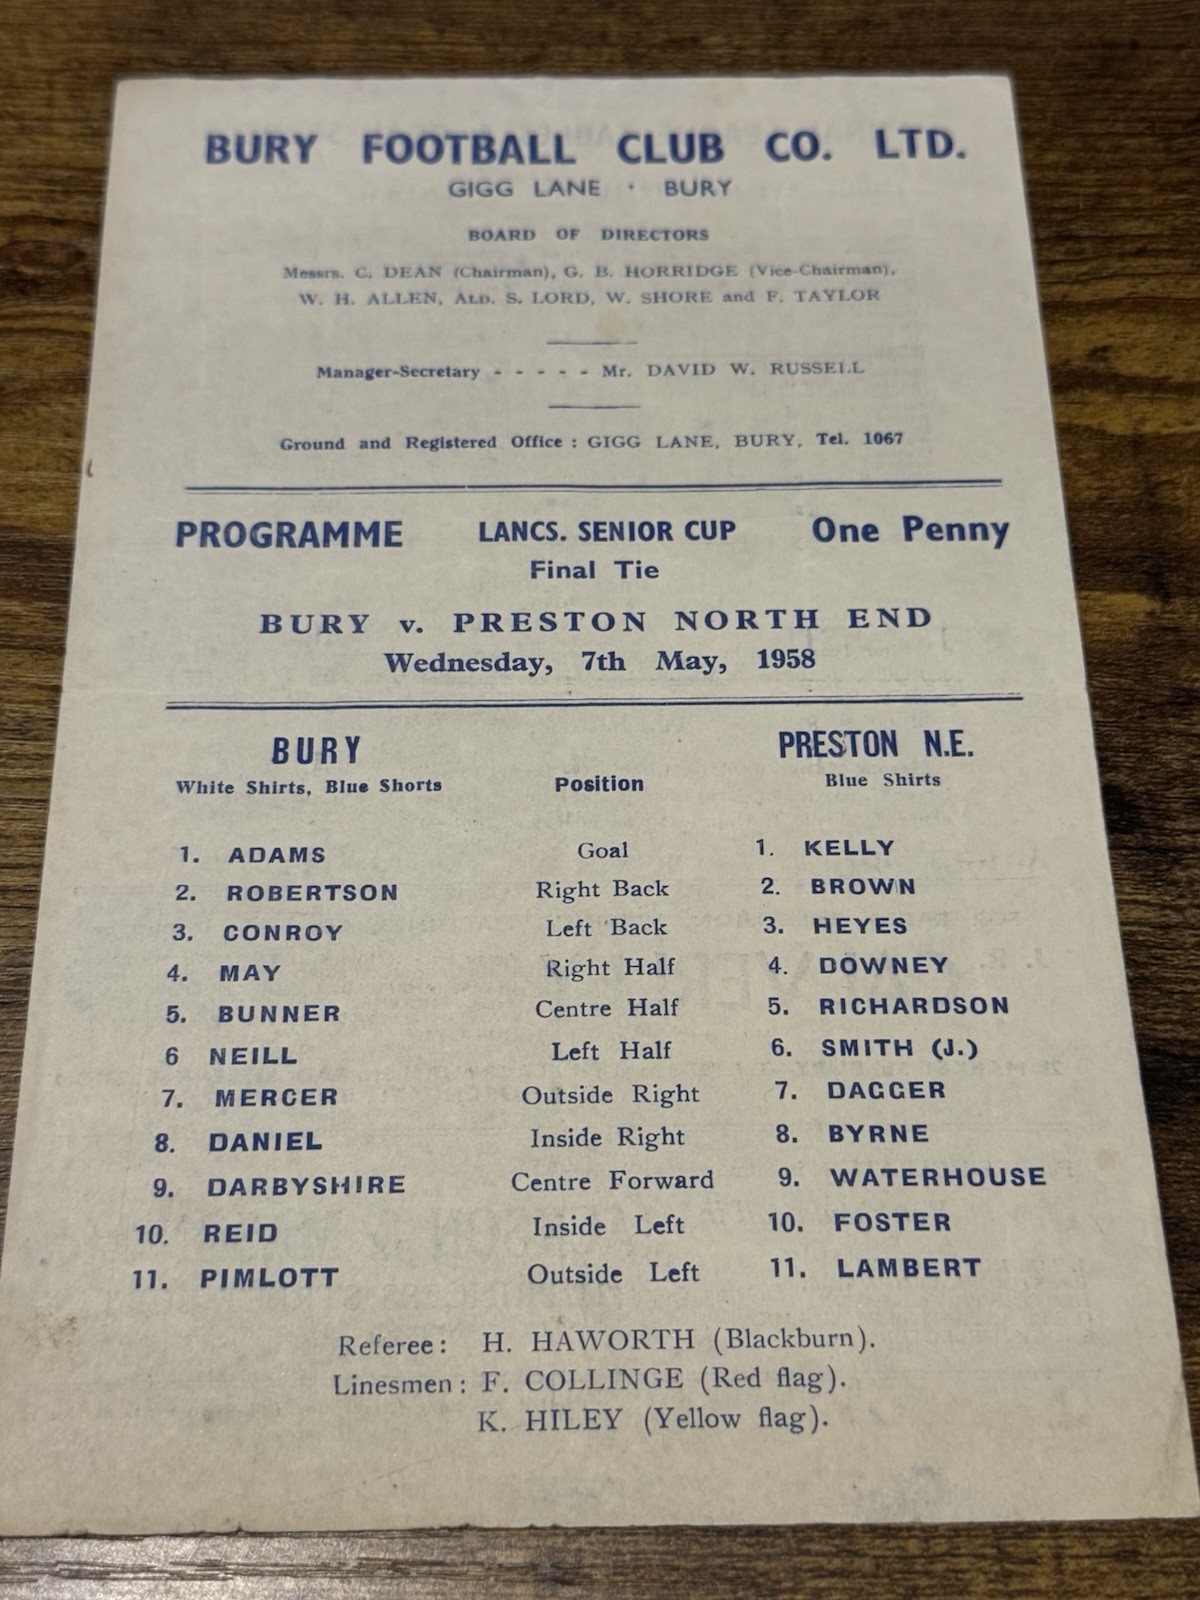 BURY FOOTBALL CLUB CO. LTD.
GIGG LANE · BURY
BOARD OF DIRECTORS
Messrs. C. DEAN (Chairman), G. B. HORRIDGE (Vice-Chairman),
W. H. ALLEN, ALD. S. LORD, W. SHORE and F. TAYLOR
Manager-Secretary - - - - - Mr. DAVID W. RUSSELL
Ground and Registered Office : GIGG LANE, BURY, Tel. 1067
PROGRAMME LANCS. SENIOR CUP One Penny
Final Tie
BURY v. PRESTON NORTH END
Wednesday, 7th May, 1958
BURY PRESTON N.E.
White Shirts, Blue Shorts Position Blue Shirts
1. ADAMS Goal 1. KELLY
2. ROBERTSON Right Back 2. BROWN
3. CONROY Left Back 3. HEYES
4. MAY Right Half 4. DOWNEY
5. BUNNER Centre Half 5. RICHARDSON
6 NEILL Left Half 6. SMITH (J.)
7. MERCER Outside Right 7. DAGGER
8. DANIEL Inside Right 8. BYRNE
9. DARBYSHIRE Centre Forward 9. WATERHOUSE
10. REID Inside Left 10. FOSTER
11. PIMLOTT Outside Left 11. LAMBERT
Referee : H. HAWORTH (Blackburn).
Linesmen : F. COLLINGE (Red flag).
K. HILEY (Yellow flag).